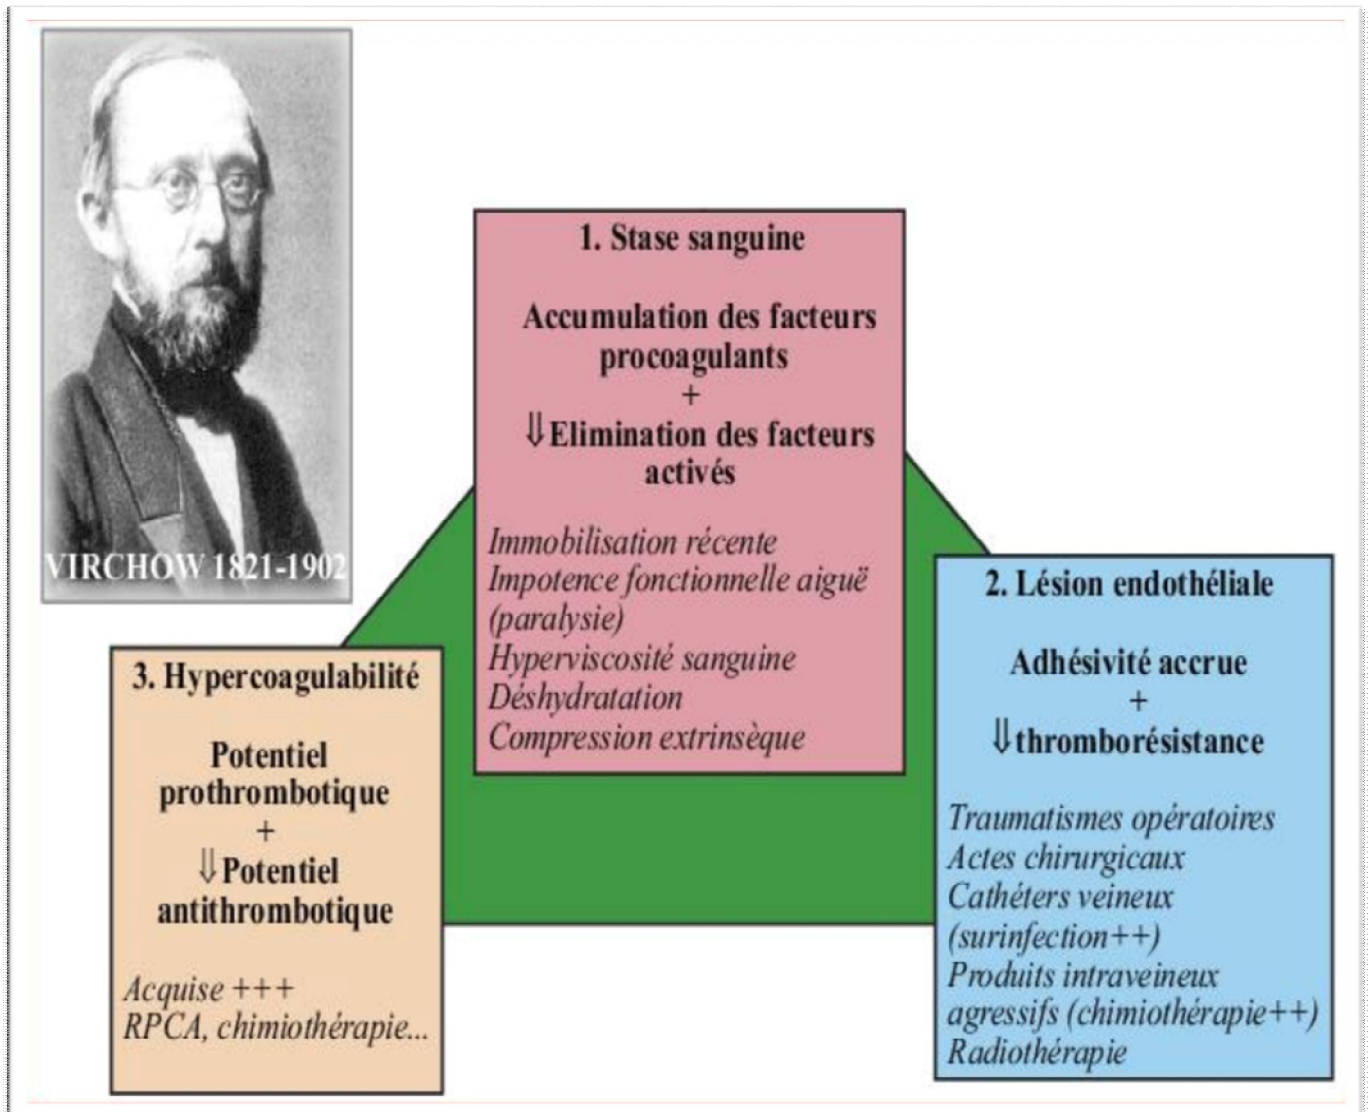 VIRCHOW 1821-1902
1. Stase sanguine
Accumulation des facteurs
procoagulants
+
⇓Elimination des facteurs
activés
Immobilisation récente
Impotence fonctionnelle aiguë
(paralysie)
Hyperviscosité sanguine
Déshydratation
Compression extrinsèque
2. Lésion endothéliale
Adhésivité accrue
+
⇓thromborésistance
Traumatismes opératoires
Actes chirurgicaux
Cathéters veineux
(surinfection++)
Produits intraveineux
agressifs (chimiothérapie++)
Radiothérapie
3. Hypercoagulabilité
Potentiel
prothrombotique
+
⇓Potentiel
antithrombotique
Acquise +++
RPCA, chimiothérapie...